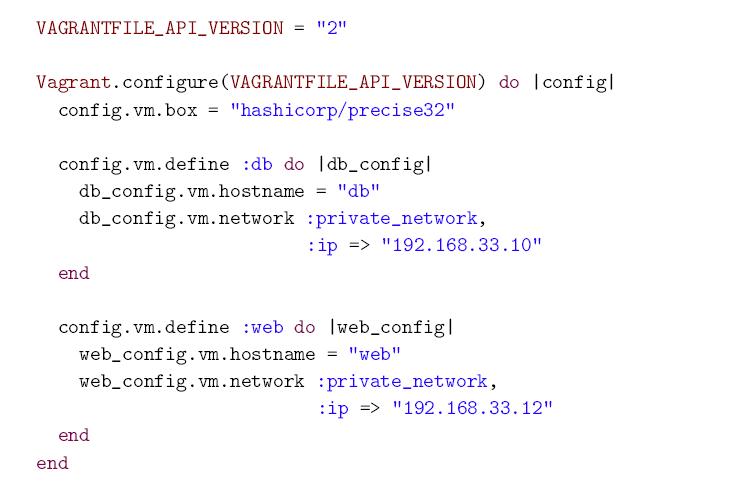 VAGRANTFILE_API_VERSION = "2"

Vagrant.configure(VAGRANTFILE_API_VERSION) do |config|
  config.vm.box = "hashicorp/precise32"

  config.vm.define :db do |db_config|
    db_config.vm.hostname = "db"
    db_config.vm.network :private_network,
                         :ip => "192.168.33.10"
  end

  config.vm.define :web do |web_config|
    web_config.vm.hostname = "web"
    web_config.vm.network :private_network,
                          :ip => "192.168.33.12"
  end
end